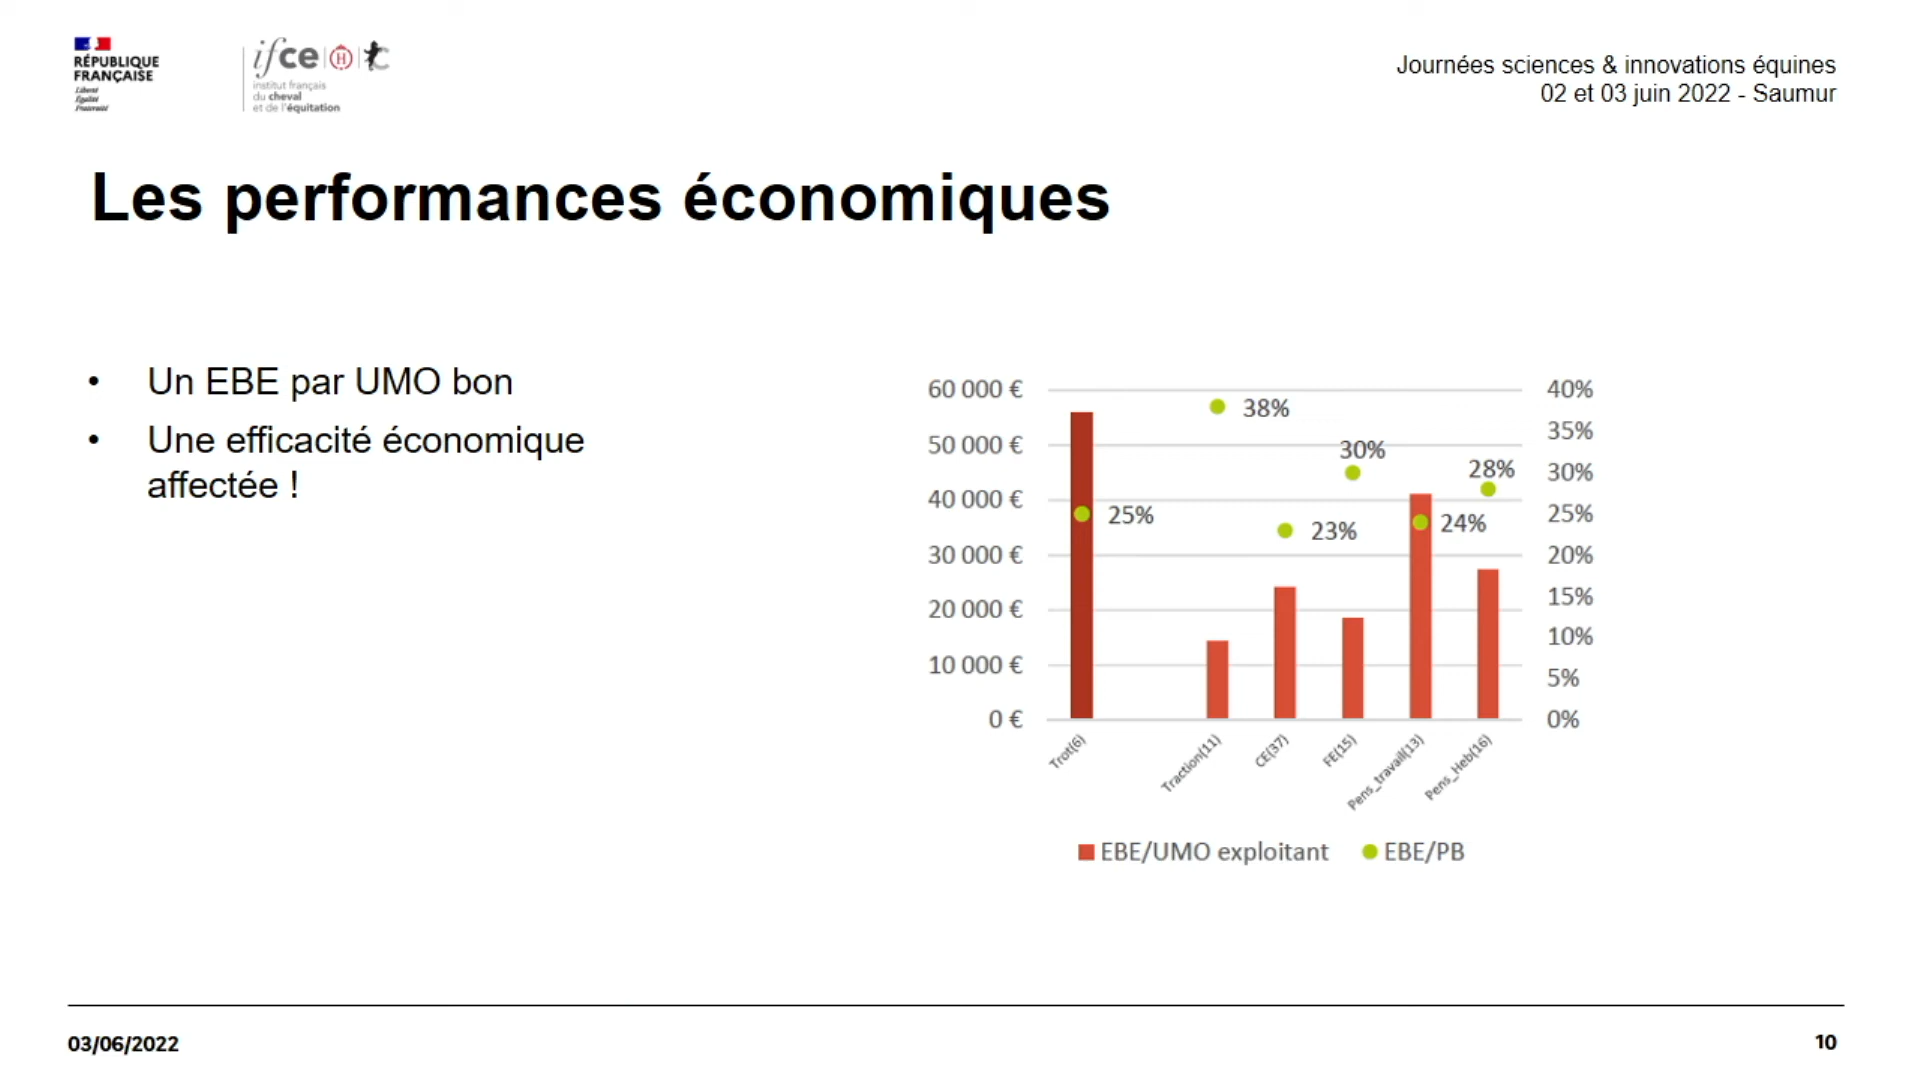 RÉPUBLIQUE
FRANÇAISE
Liberté
Égalité
Fraternité
ifce
institut français
du cheval
et de l'équitation
Journées sciences & innovations équines
02 et 03 juin 2022 - Saumur
Les performances économiques
• Un EBE par UMO bon
• Une efficacité économique
affectée !
60 000 €
50 000 €
40 000 €
30 000 €
20 000 €
10 000 €
0 €
25%
38%
23%
30%
24%
28%
40%
35%
30%
25%
20%
15%
10%
5%
0%
Trot(6)
Traction(11)
CE(37)
FE(15)
Pens_travail(13)
Pens_Heb(16)
EBE/UMO exploitant
EBE/PB
03/06/2022
10